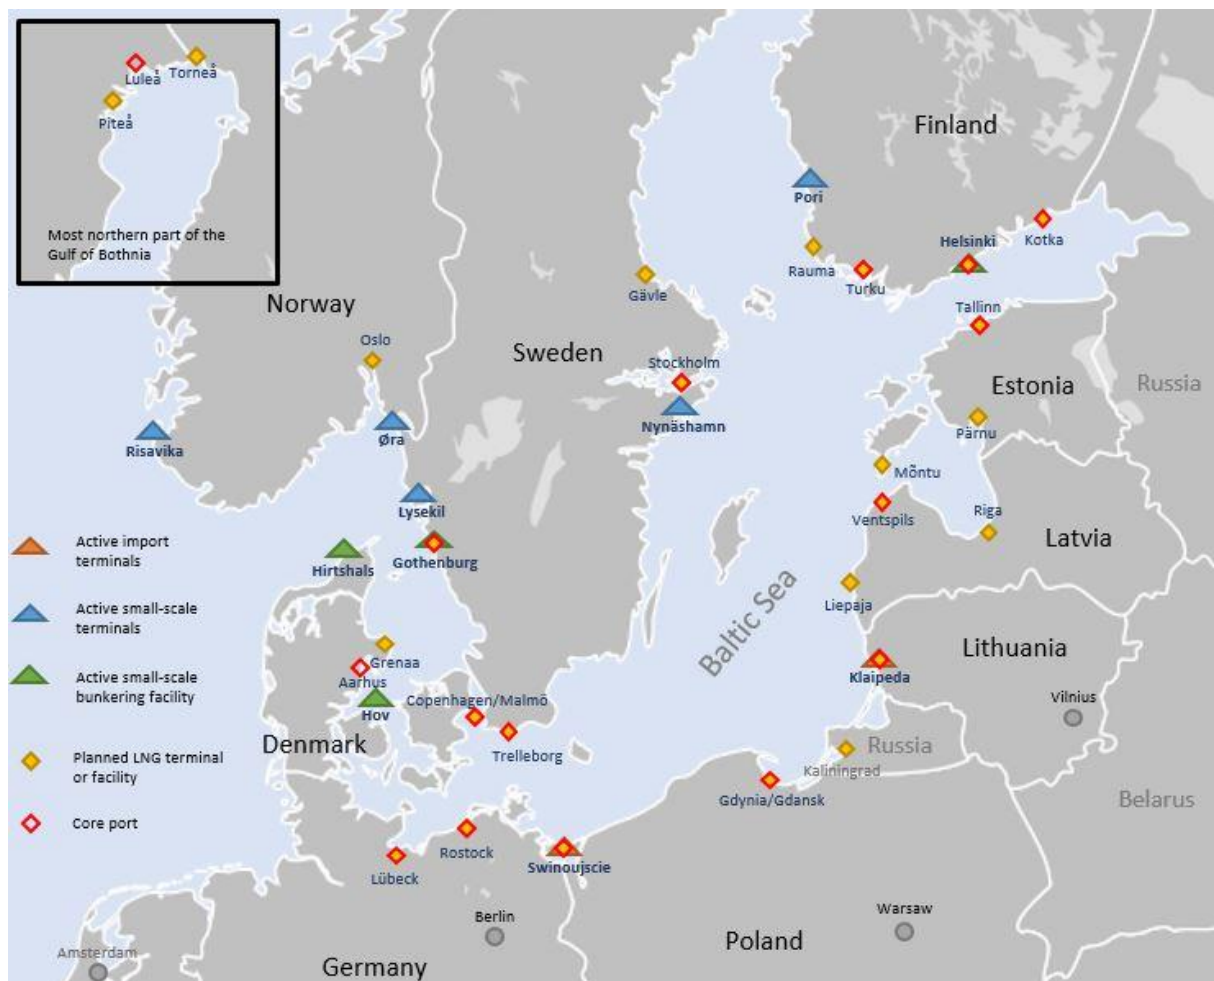 Luleå
Torneå
Piteå
Most northern part of the
Gulf of Bothnia
Finland
Pori
Helsinki
Kotka
Rauma
Turku
Gävle
Tallinn
Norway
Oslo
Sweden
Stockholm
Estonia
Russia
Nynäshamn
Pärnu
Risavika
Øra
Mõntu
Lysekil
Ventspils
Riga
Latvia
Gothenburg
Hirtshals
Active import
terminals
Active small-scale
terminals
Active small-scale
bunkering facility
Planned LNG terminal
or facility
Core port
Liepaja
Baltic Sea
Lithuania
Grenaa
Aarhus
Klaipeda
Vilnius
Hov
Copenhagen/Malmö
Denmark
Trelleborg
Russia
Kaliningrad
Gdynia/Gdansk
Belarus
Rostock
Lübeck
Swinoujscie
Berlin
Warsaw
Poland
Amsterdam
Germany